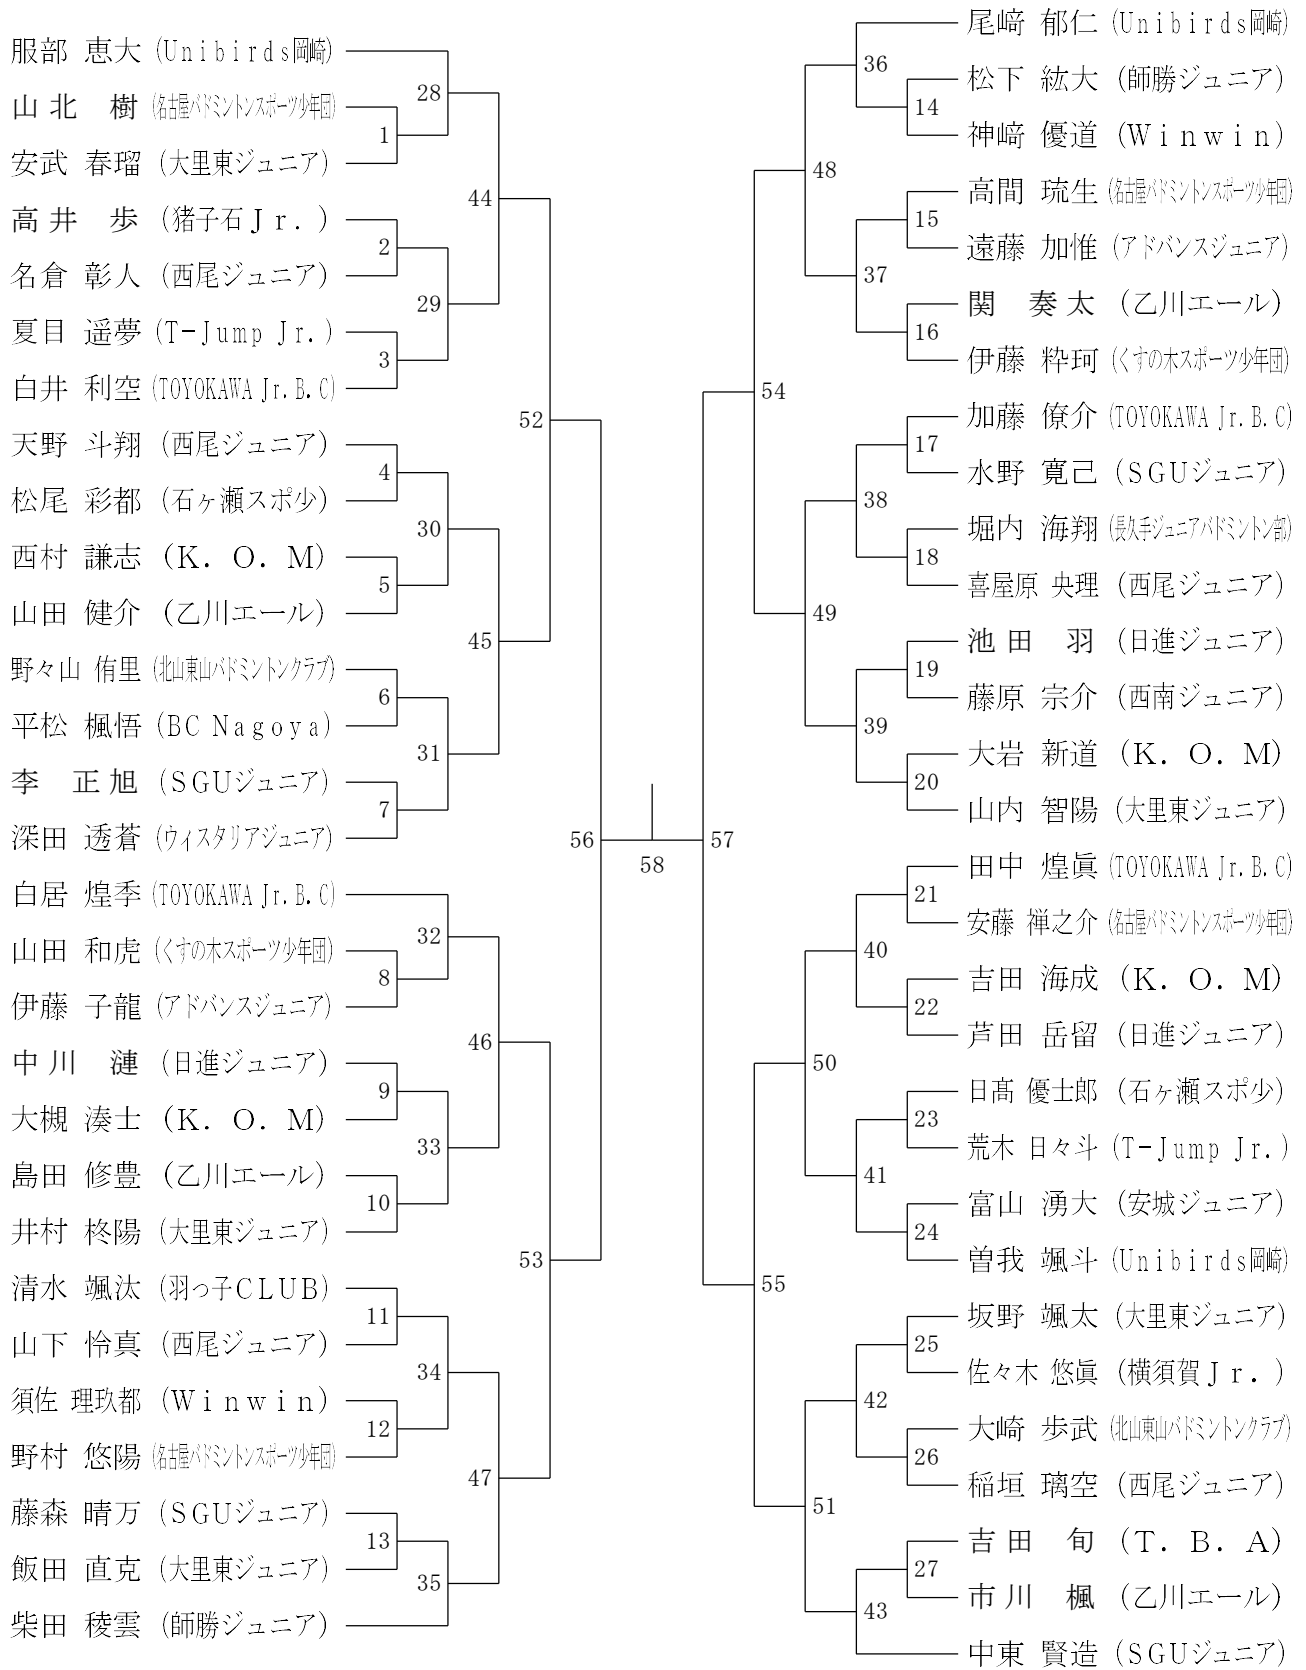 服部 恵大 (Unibirds岡崎)
山北 樹 (名古屋バドミントンスポーツ少年団)
安武 春瑠 (大里東ジュニア)
高井 歩 (猪子石Jr.)
名倉 彰人 (西尾ジュニア)
夏目 遥夢 (T-Jump Jr.)
白井 利空 (TOYOKAWA Jr.B.C)
天野 斗翔 (西尾ジュニア)
松尾 彩都 (石ヶ瀬スポ少)
西村 謙志 (K.O.M)
山田 健介 (乙川エール)
野々山 侑里 (北山東山バドミントンクラブ)
平松 楓悟 (BC Nagoya)
李 正旭 (SGUジュニア)
深田 透蒼 (ウィスタリアジュニア)
白居 煌季 (TOYOKAWA Jr.B.C)
山田 和虎 (くすの木スポーツ少年団)
伊藤 子龍 (アドバンスジュニア)
中川 漣 (日進ジュニア)
大槻 湊士 (K.O.M)
島田 修豊 (乙川エール)
井村 柊陽 (大里東ジュニア)
清水 颯汰 (羽っ子CLUB)
山下 怜真 (西尾ジュニア)
須佐 理玖都 (Winwin)
野村 悠陽 (名古屋バドミントンスポーツ少年団)
藤森 晴万 (SGUジュニア)
飯田 直克 (大里東ジュニア)
柴田 稜雲 (師勝ジュニア)
1
2
3
4
5
6
7
8
9
10
11
12
13
28
29
30
31
32
33
34
35
44
45
46
47
52
53
56
58
57
54
55
48
49
50
51
36
37
38
39
40
41
42
43
14
15
16
17
18
19
20
21
22
23
24
25
26
27
尾﨑 郁仁 (Unibirds岡崎)
松下 紘大 (師勝ジュニア)
神﨑 優道 (Winwin)
高間 琉生 (名古屋バドミントンスポーツ少年団)
遠藤 加惟 (アドバンスジュニア)
関 奏太 (乙川エール)
伊藤 粋珂 (くすの木スポーツ少年団)
加藤 僚介 (TOYOKAWA Jr.B.C)
水野 寛己 (SGUジュニア)
堀内 海翔 (長久手ジュニアバドミントン部)
喜屋原 央理 (西尾ジュニア)
池田 羽 (日進ジュニア)
藤原 宗介 (西南ジュニア)
大岩 新道 (K.O.M)
山内 智陽 (大里東ジュニア)
田中 煌眞 (TOYOKAWA Jr.B.C)
安藤 禅之介 (名古屋バドミントンスポーツ少年団)
吉田 海成 (K.O.M)
芦田 岳留 (日進ジュニア)
日髙 優士郎 (石ヶ瀬スポ少)
荒木 日々斗 (T-Jump Jr.)
富山 湧大 (安城ジュニア)
曽我 颯斗 (Unibirds岡崎)
坂野 颯太 (大里東ジュニア)
佐々木 悠眞 (横須賀Jr.)
大崎 歩武 (北山東山バドミントンクラブ)
稲垣 璃空 (西尾ジュニア)
吉田 旬 (T.B.A)
市川 楓 (乙川エール)
中東 賢造 (SGUジュニア)